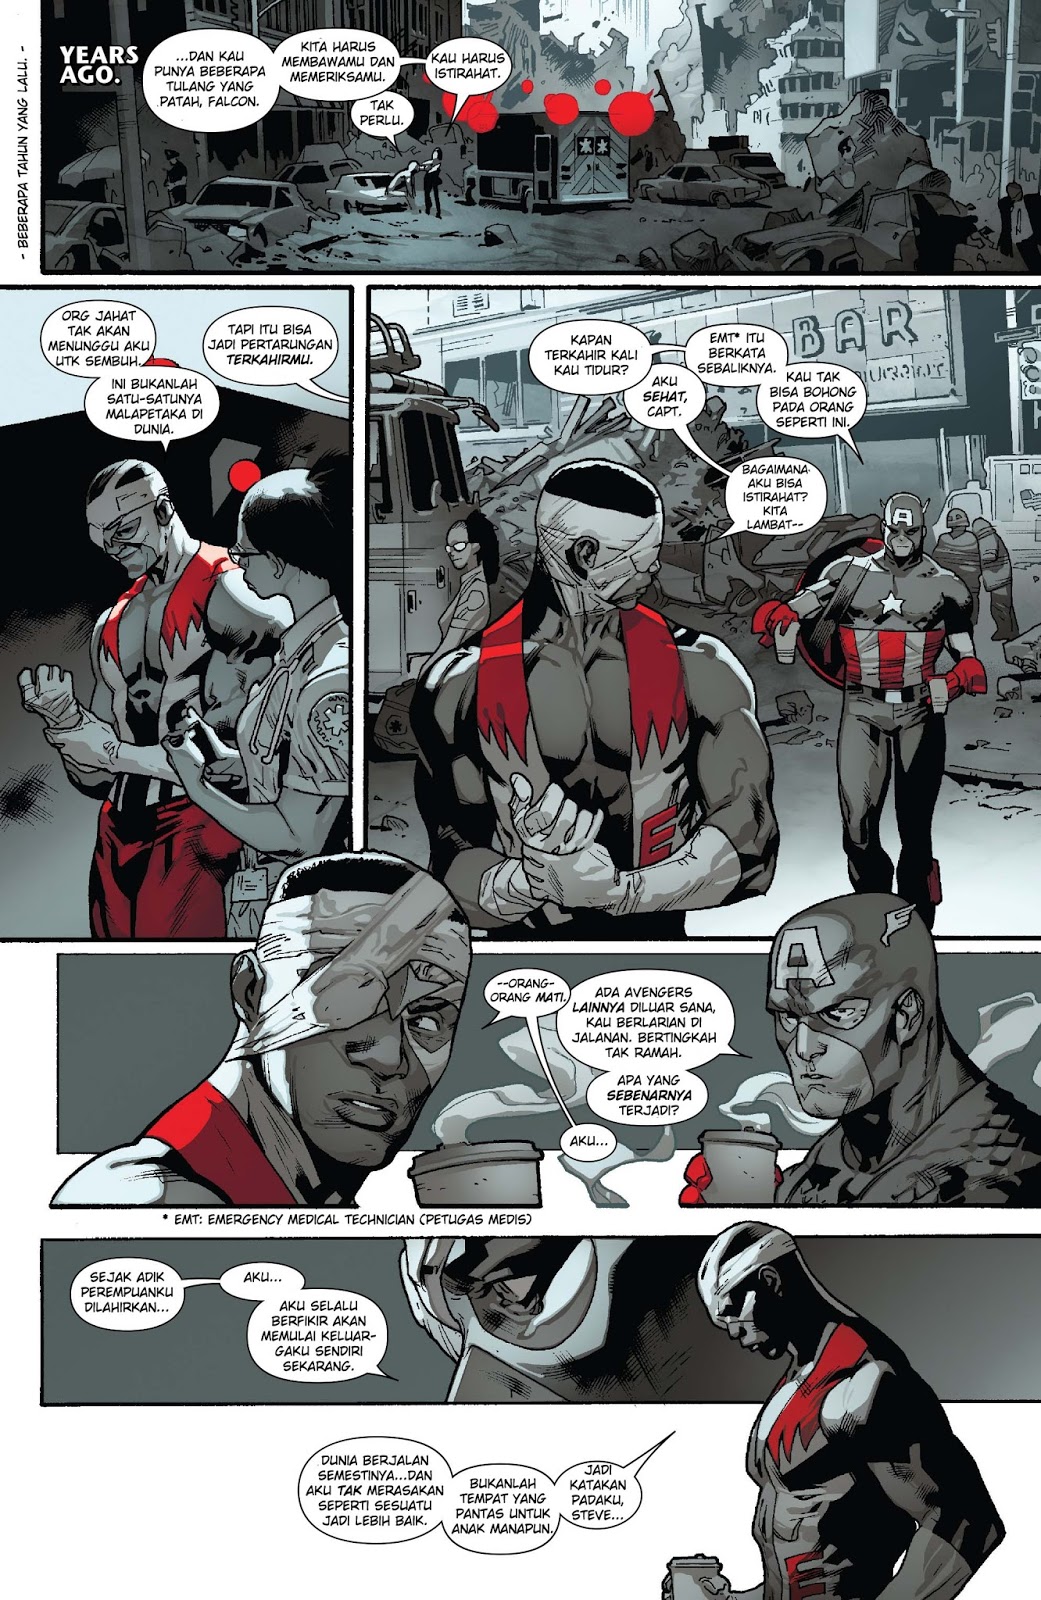 - BEBERAPA TAHUN YANG LALU. -
YEARS
AGO.
...DAN KAU
PUNYA BEBERAPA
TULANG YANG
PATAH, FALCON.
KITA HARUS
MEMBAWAMU DAN
MEMERIKSAMU.
KAU HARUS
ISTIRAHAT.
TAK
PERLU.
ORG JAHAT
TAK AKAN
MENUNGGU AKU
UTK SEMBUH.
INI BUKANLAH
SATU-SATUNYA
MALAPETAKA DI
DUNIA.
TAPI ITU BISA
JADI PERTARUNGAN
TERKAHIRMU.
BAR
KAPAN
TERKAHIR KALI
KAU TIDUR?
AKU
SEHAT,
CAPT.
EMT* ITU
BERKATA
SEBALIKNYA.
KAU TAK
BISA BOHONG
PADA ORANG
SEPERTI INI.
BAGAIMANA
AKU BISA
ISTIRAHAT?
KITA
LAMBAT--
A
E
--ORANG-
ORANG MATI.
ADA AVENGERS
LAINNYA DILUAR SANA,
KAU BERLARIAN DI
JALANAN. BERTINGKAH
TAK RAMAH.
APA YANG
SEBENARNYA
TERJADI?
AKU...
A
* EMT: EMERGENCY MEDICAL TECHNICIAN (PETUGAS MEDIS)
SEJAK ADIK
PEREMPUANKU
DILAHIRKAN...
AKU...
AKU SELALU
BERFIKIR AKAN
MEMULAI KELUAR-
GAKU SENDIRI
SEKARANG.
DUNIA BERJALAN
SEMESTINYA...DAN
AKU TAK MERASAKAN
SEPERTI SESUATU
JADI LEBIH BAIK.
BUKANLAH
TEMPAT YANG
PANTAS UNTUK
ANAK MANAPUN.
JADI
KATAKAN
PADAKU,
STEVE...
E